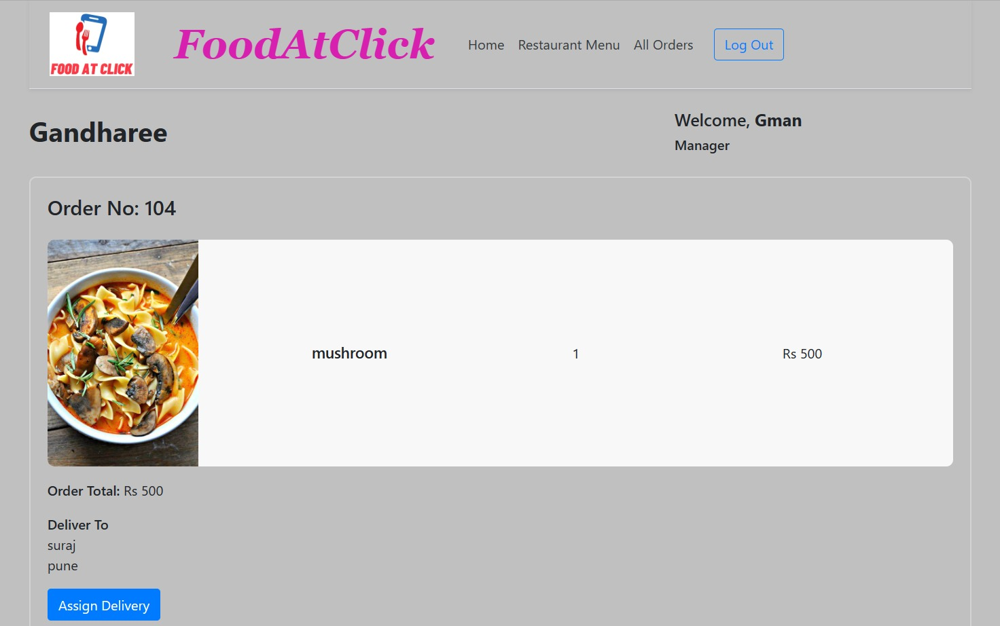 FOOD AT CLICK
FoodAtClick
Home Restaurant Menu All Orders Log Out
Gandharee
Welcome, Gman
Manager
Order No: 104
mushroom 1 Rs 500
Order Total: Rs 500
Deliver To
suraj
pune
Assign Delivery